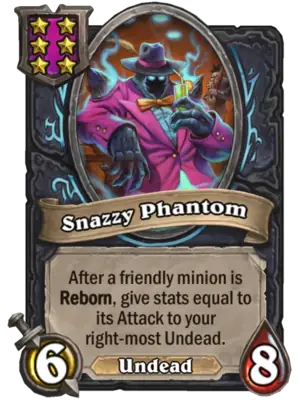 Snazzy Phantom
After a friendly minion is
Reborn, give stats equal to
its Attack to your
right-most Undead.
6
Undead
8